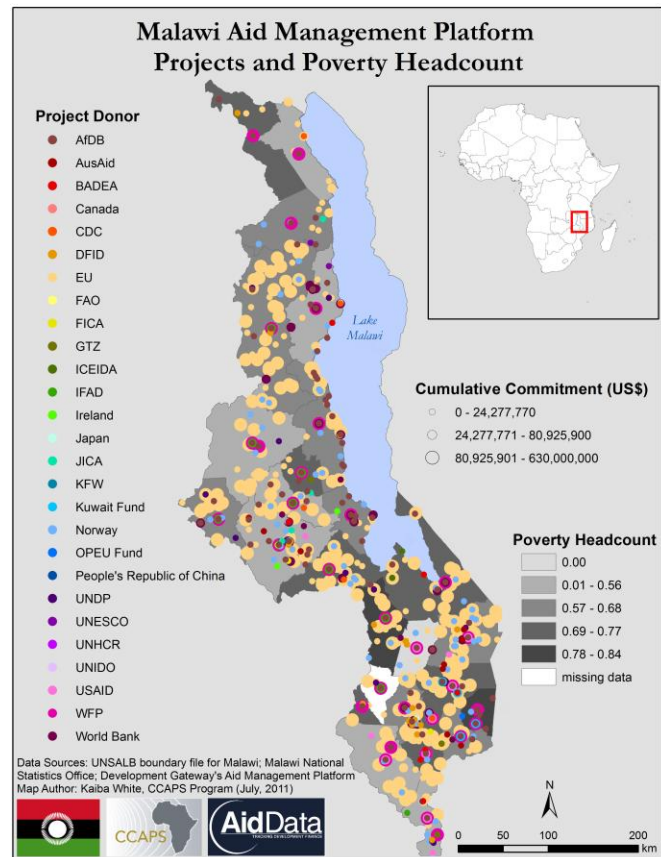 Malawi Aid Management Platform
Projects and Poverty Headcount
Project Donor
AfDB
AusAid
BADEA
Canada
CDC
DFID
EU
FAO
FICA
GTZ
ICEIDA
IFAD
Ireland
Japan
JICA
KFW
Kuwait Fund
Norway
OPEU Fund
People's Republic of China
UNDP
UNESCO
UNHCR
UNIDO
USAID
WFP
World Bank
Lake
Malawi
Cumulative Commitment (US$)
0 - 24,277,770
24,277,771 - 80,925,900
80,925,901 - 630,000,000
Poverty Headcount
0.00
0.01 - 0.56
0.57 - 0.68
0.69 - 0.77
0.78 - 0.84
missing data
Data Sources: UNSALB boundary file for Malawi; Malawi National
Statistics Office; Development Gateway's Aid Management Platform
Map Author: Kaiba White, CCAPS Program (July, 2011)
CCAPS
AidData
TRACKING DEVELOPMENT FINANCE
N
0 50 100 200
km